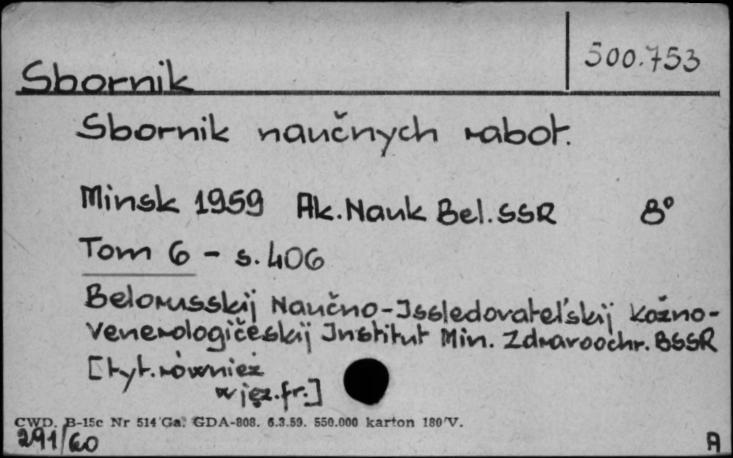 500.753
Sbornik
Sbornik naučnych rabot.
Minsk 1959 Ak. Nauk Bel. SSR 8°
Tom 6 - s. 406
Belorusskij Naučno-Issledovatel'skij kožno-
venerologičeskij Institut Min. Zdravoochr. BSSR
[tyt. również
w jęz. fr.]
CWD. B-15c Nr 514 Ga. GDA-808. 6.3.59. 550.000 karton 180 V.
291/60
A